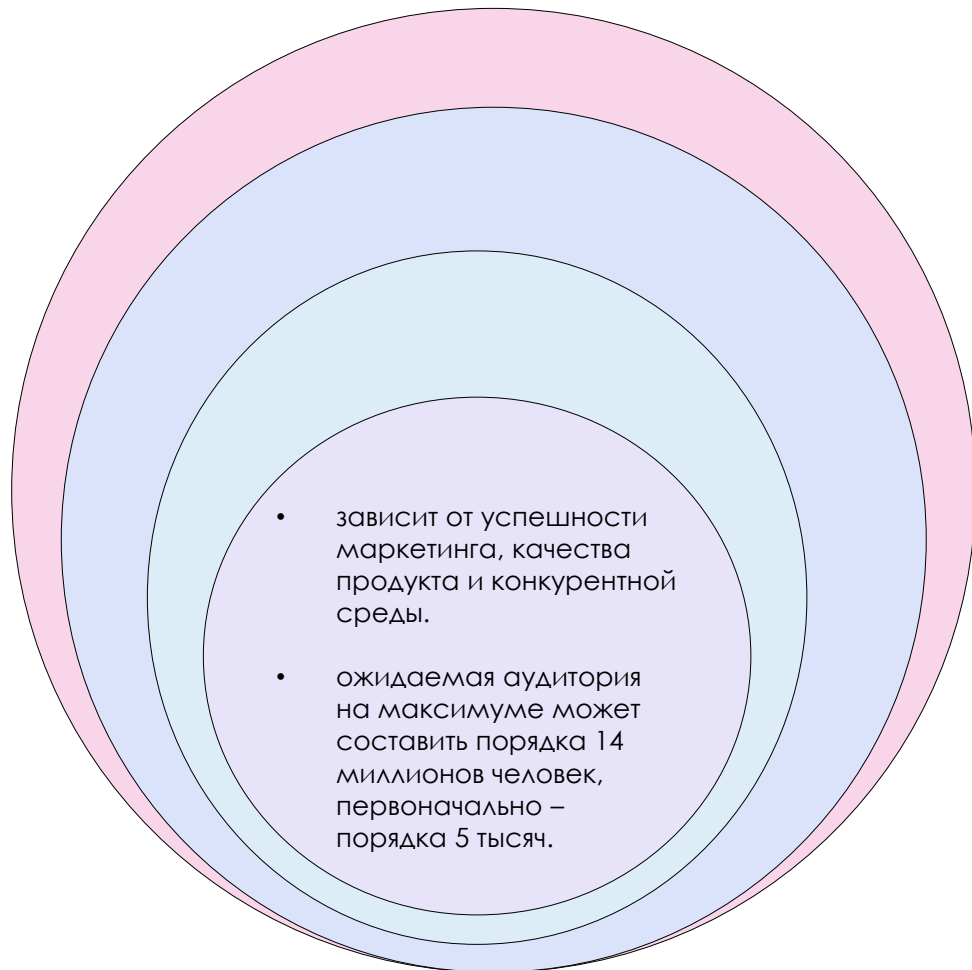 • зависит от успешности
маркетинга, качества
продукта и конкурентной
среды.
• ожидаемая аудитория
на максимуме может
составить порядка 14
миллионов человек,
первоначально –
порядка 5 тысяч.